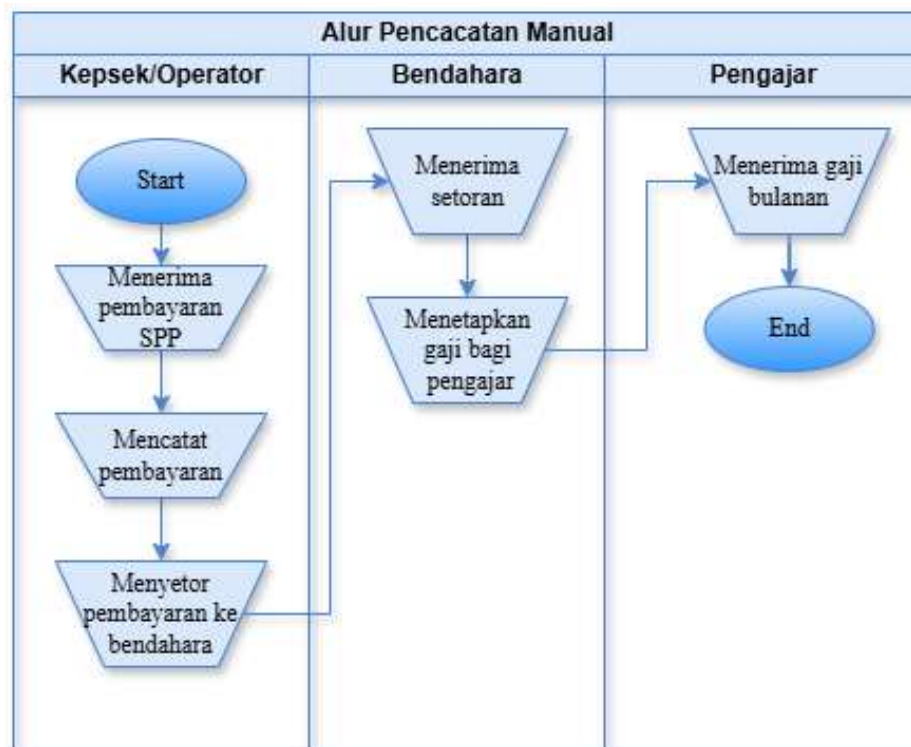 Alur Pencacatan Manual
Kepsek/Operator
Bendahara
Pengajar
Start
Menerima
pembayaran
SPP
Mencatat
pembayaran
Menyetor
pembayaran ke
bendahara
Menerima
setoran
Menetapkan
gaji bagi
pengajar
Menerima gaji
bulanan
End